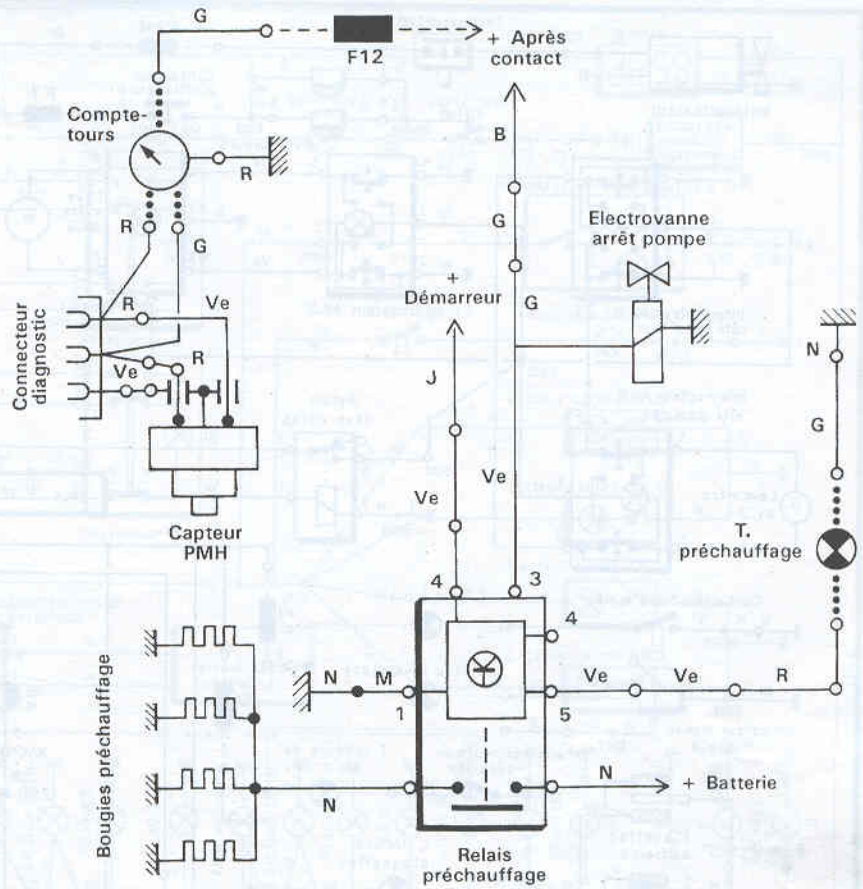 G
F12
+ Après
contact
Compte-
tours
R
B
R
G
G
Electrovanne
arrêt pompe
+
Démarreur
G
R
Ve
Connecteur
diagnostic
R
Ve
N
J
G
Capteur
PMH
Ve
Ve
T.
préchauffage
4
3
4
Bougies préchauffage
N
M
1
Ve
Ve
R
5
N
N
+ Batterie
Relais
préchauffage